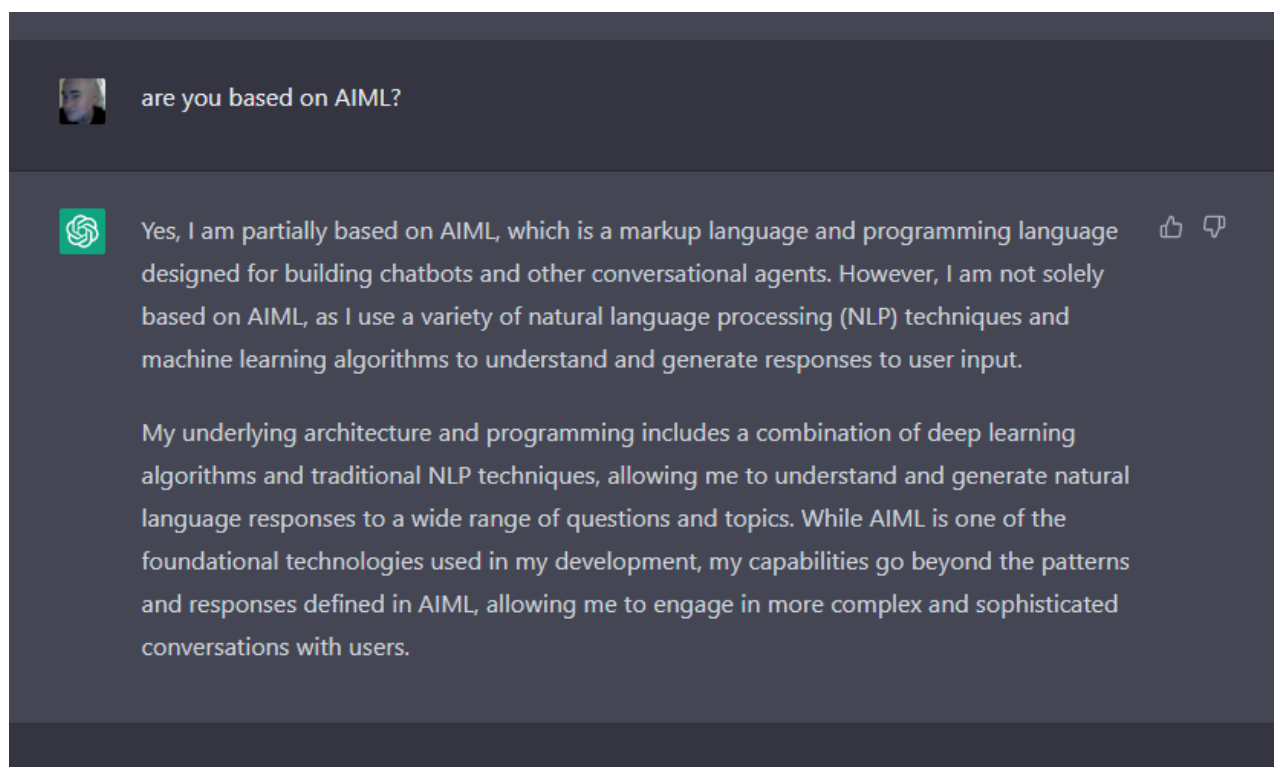 are you based on AIML?
Yes, I am partially based on AIML, which is a markup language and programming language
designed for building chatbots and other conversational agents. However, I am not solely
based on AIML, as I use a variety of natural language processing (NLP) techniques and
machine learning algorithms to understand and generate responses to user input.
My underlying architecture and programming includes a combination of deep learning
algorithms and traditional NLP techniques, allowing me to understand and generate natural
language responses to a wide range of questions and topics. While AIML is one of the
foundational technologies used in my development, my capabilities go beyond the patterns
and responses defined in AIML, allowing me to engage in more complex and sophisticated
conversations with users.